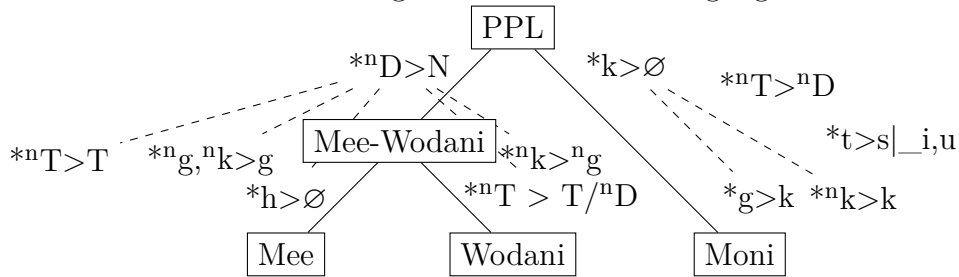 PPL
*ⁿD>N
*k>∅
*ⁿT>ⁿD
*t>s|_i,u
Mee-Wodani
*ⁿT>T
*ⁿg,ⁿk>g
*ⁿk>ⁿg
*h>∅
*ⁿT > T/ⁿD
*g>k
*ⁿk>k
Mee
Wodani
Moni